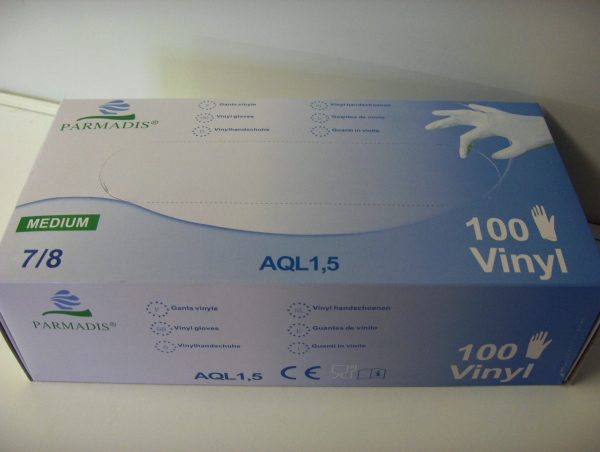 PARMADIS®
Gants vinyle
Vinyl gloves
Vinylhandschuhe
Vinyl handschoenen
Guantes de vinilo
Guanti in vinile
MEDIUM
7/8
AQL1,5
100
Vinyl
PARMADIS®
F Gants vinyle
GB Vinyl gloves
D Vinylhandschuhe
NL Vinyl handschoenen
E Guantes de vinilo
I Guanti in vinile
AQL1,5 CE
100
Vinyl